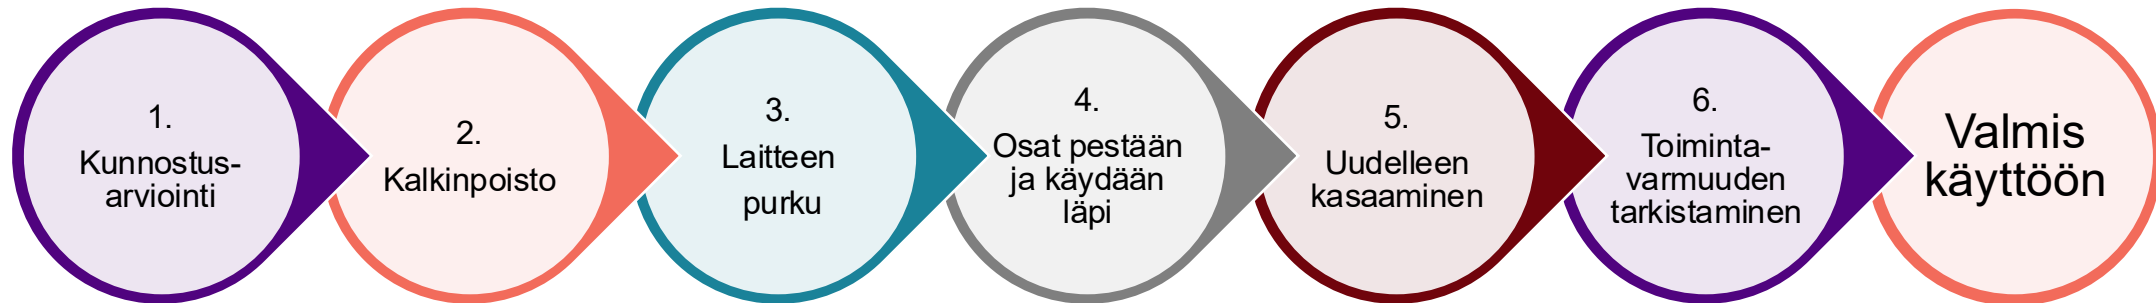 1.
Kunnostus-
arviointi
2.
Kalkinpoisto
3.
Laitteen
purku
4.
Osat pestään
ja käydään
läpi
5.
Uudelleen
kasaaminen
6.
Toiminta-
varmuuden
tarkistaminen
Valmis
käyttöön